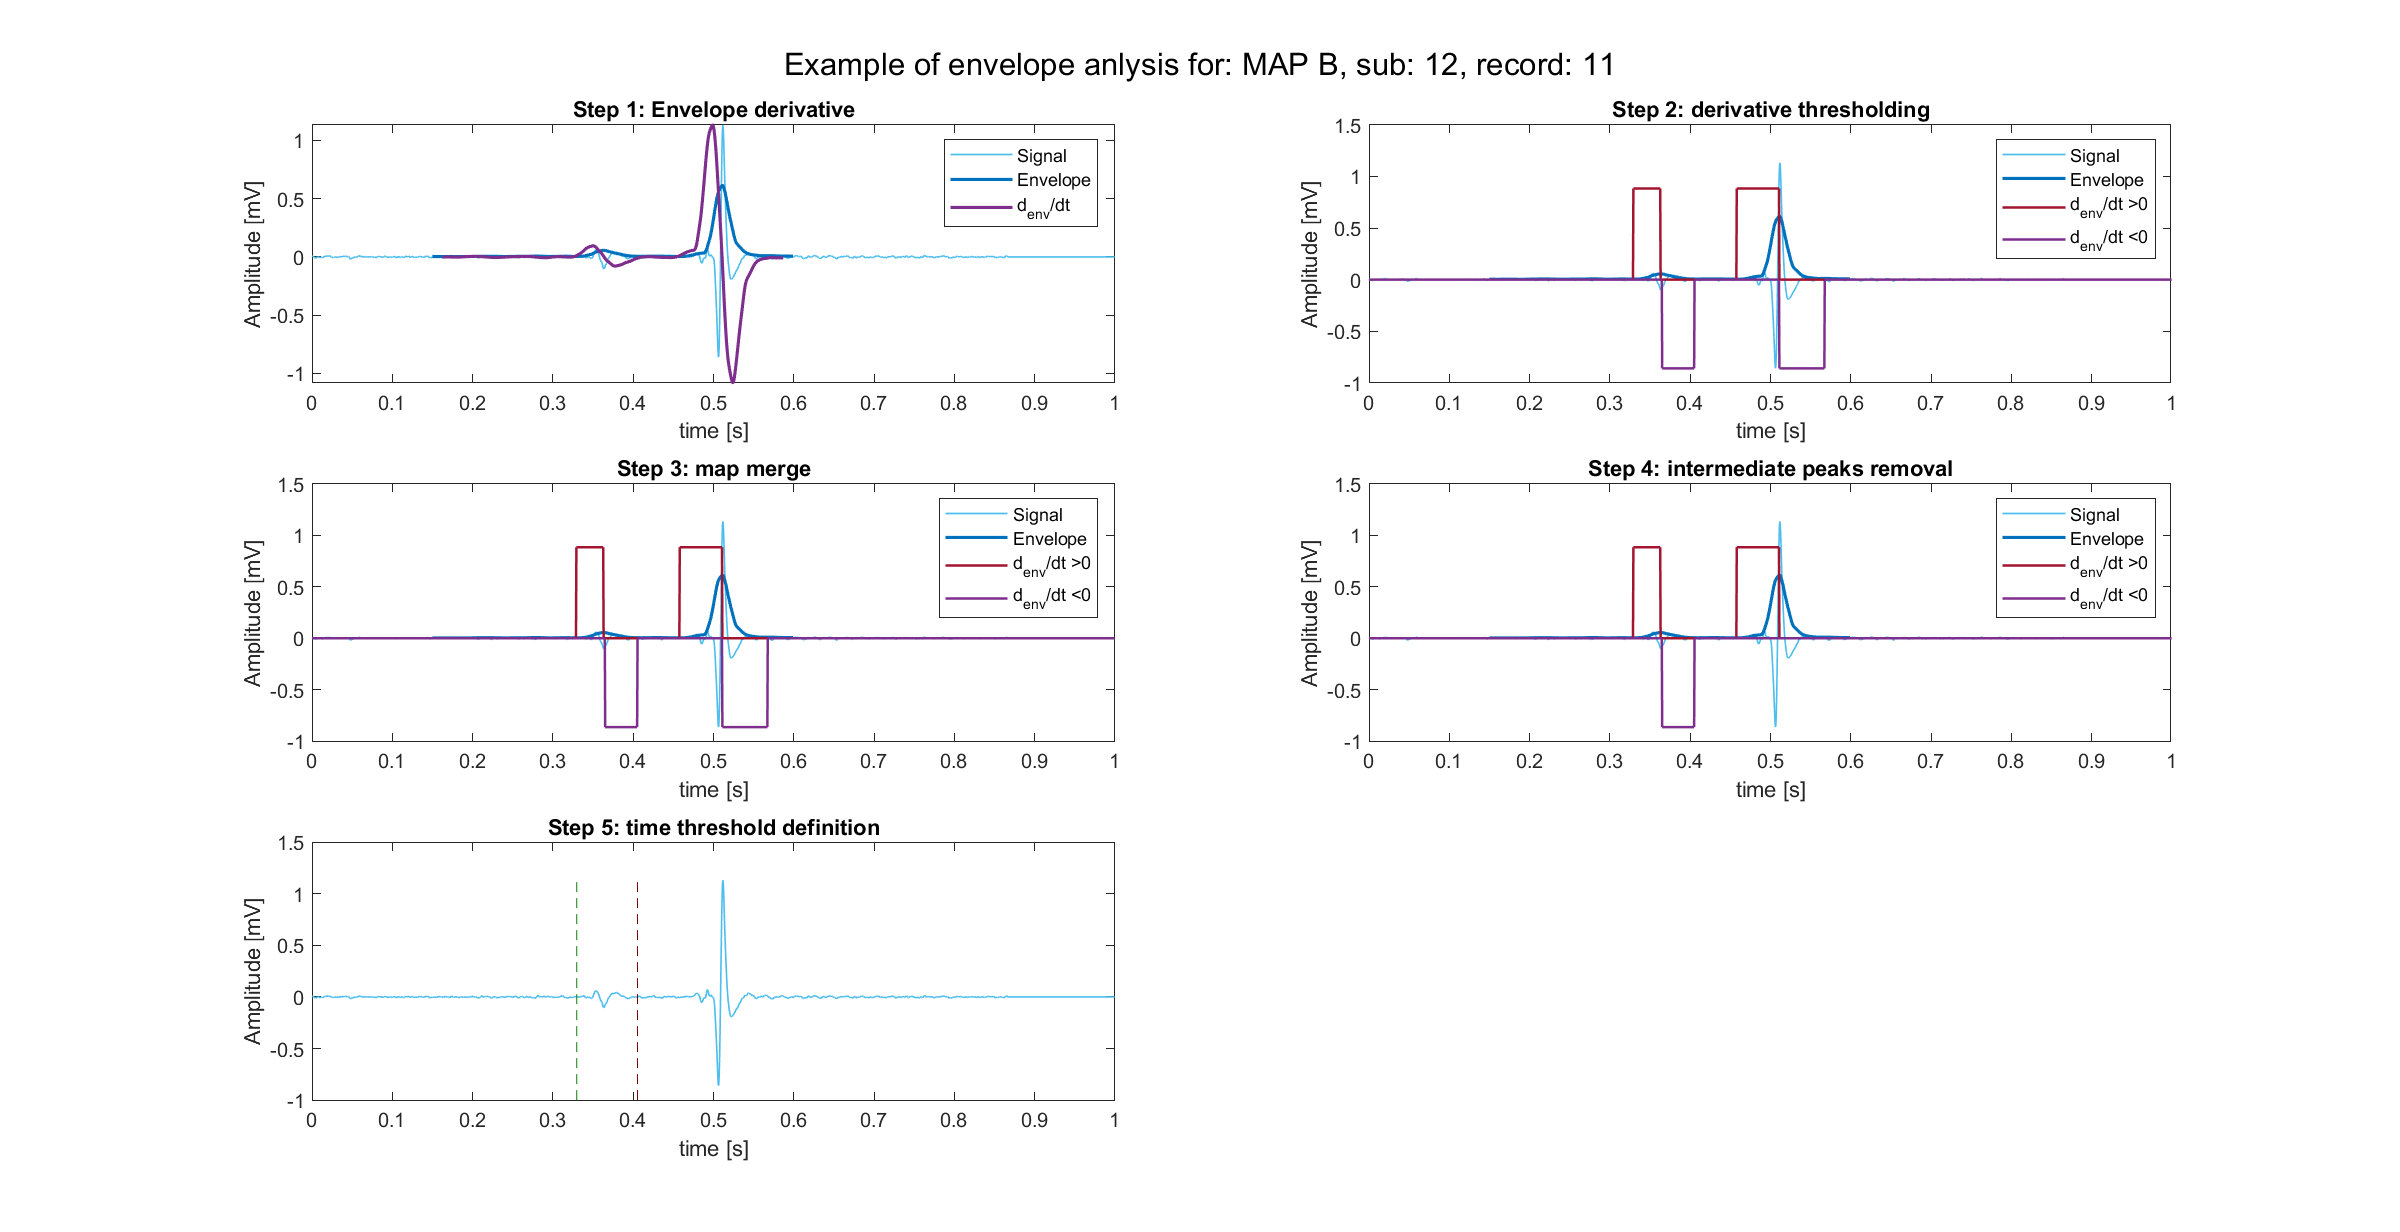 Example of envelope anlysis for: MAP B, sub: 12, record: 11
Step 1: Envelope derivative
Amplitude [mV]
1
0.5
0
-0.5
-1
Signal
Envelope
d_env/dt
0 0.1 0.2 0.3 0.4 0.5 0.6 0.7 0.8 0.9 1
time [s]
Step 2: derivative thresholding
Amplitude [mV]
1.5
1
0.5
0
-0.5
-1
Signal
Envelope
d_env/dt >0
d_env/dt <0
0 0.1 0.2 0.3 0.4 0.5 0.6 0.7 0.8 0.9 1
time [s]
Step 3: map merge
Amplitude [mV]
1.5
1
0.5
0
-0.5
-1
Signal
Envelope
d_env/dt >0
d_env/dt <0
0 0.1 0.2 0.3 0.4 0.5 0.6 0.7 0.8 0.9 1
time [s]
Step 4: intermediate peaks removal
Amplitude [mV]
1.5
1
0.5
0
-0.5
-1
Signal
Envelope
d_env/dt >0
d_env/dt <0
0 0.1 0.2 0.3 0.4 0.5 0.6 0.7 0.8 0.9 1
time [s]
Step 5: time threshold definition
Amplitude [mV]
1.5
1
0.5
0
-0.5
-1
0 0.1 0.2 0.3 0.4 0.5 0.6 0.7 0.8 0.9 1
time [s]